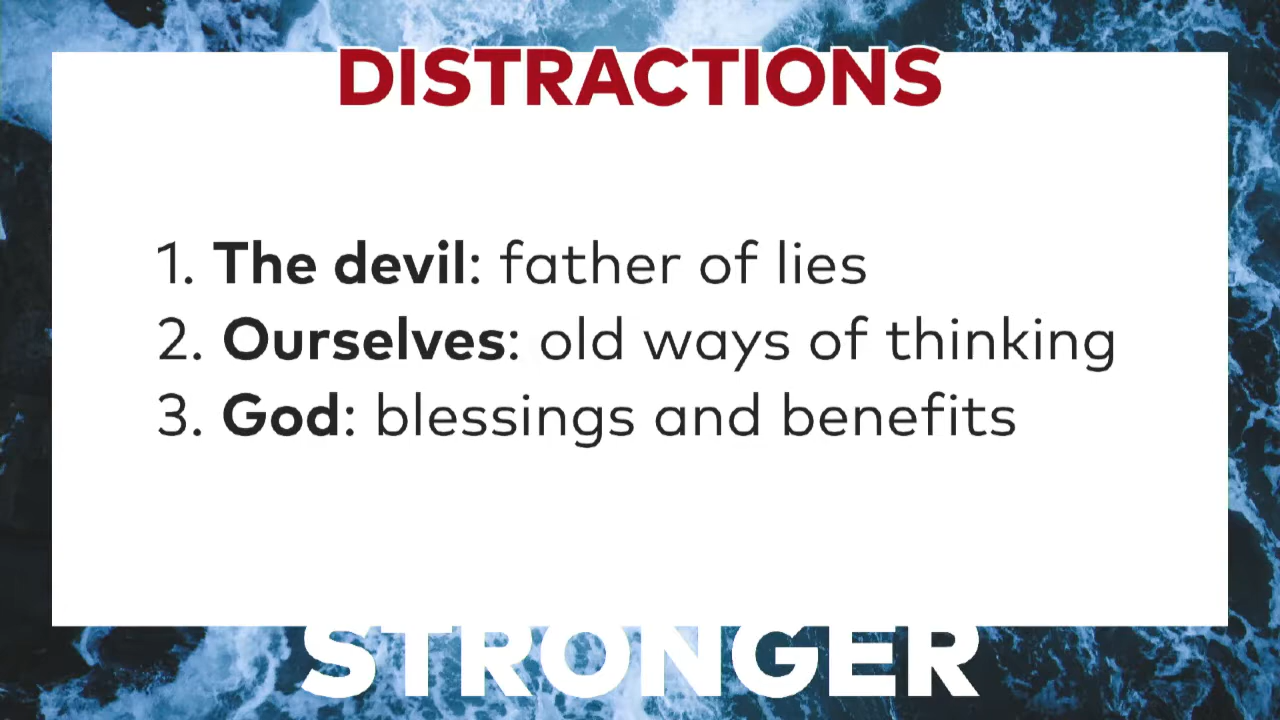 DISTRACTIONS
1. The devil: father of lies
2. Ourselves: old ways of thinking
3. God: blessings and benefits
STRONGER